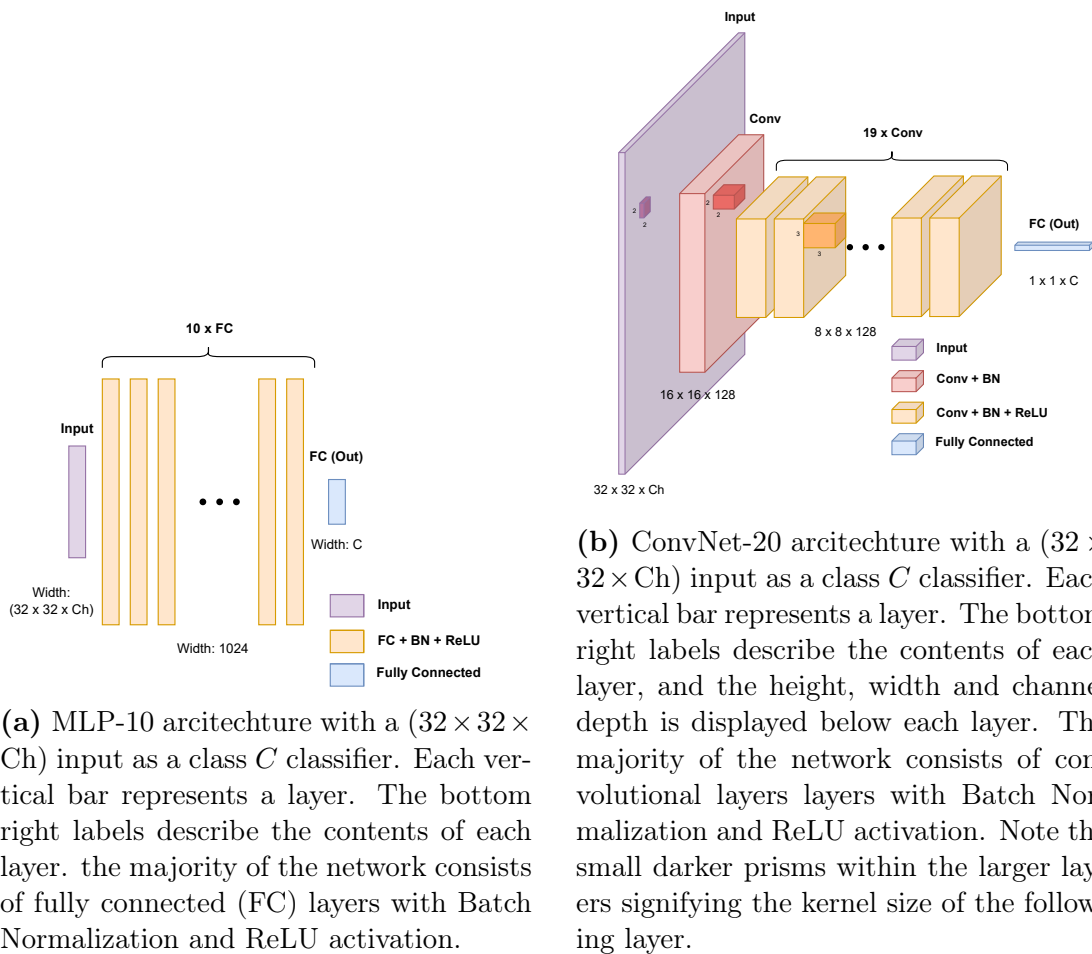 10 x FC
Input
FC (Out)
Width: C
Width:
(32 x 32 x Ch)
Width: 1024
Input
FC + BN + ReLU
Fully Connected
(a) MLP-10 arcitechture with a (32 × 32 ×
Ch) input as a class C classifier. Each ver-
tical bar represents a layer. The bottom
right labels describe the contents of each
layer. the majority of the network consists
of fully connected (FC) layers with Batch
Normalization and ReLU activation.
Input
Conv
19 x Conv
2
2
2
2
3
3
FC (Out)
1 x 1 x C
8 x 8 x 128
16 x 16 x 128
32 x 32 x Ch
Input
Conv + BN
Conv + BN + ReLU
Fully Connected
(b) ConvNet-20 arcitechture with a (32 ×
32 × Ch) input as a class C classifier. Eac
vertical bar represents a layer. The bottom
right labels describe the contents of eac
layer, and the height, width and channe
depth is displayed below each layer. Th
majority of the network consists of con
volutional layers layers with Batch Nor
malization and ReLU activation. Note th
small darker prisms within the larger lay
ers signifying the kernel size of the follow
ing layer.